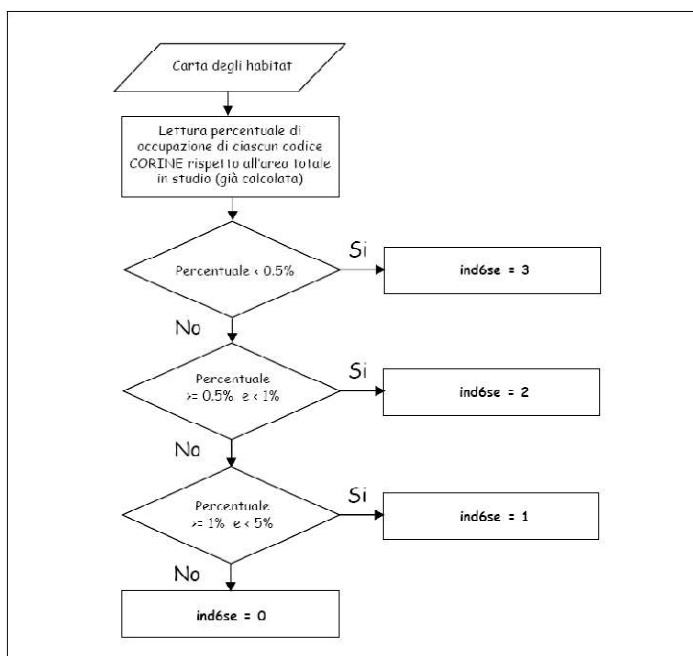 Carta degli habitat
Lettura percentuale di
occupazione di ciascun codice
CORINE rispetto all'area totale
in studio (già calcolata)
Percentuale < 0.5%
Si
ind6se = 3
No
Percentuale
>= 0.5% e < 1%
Si
ind6se = 2
No
Percentuale
>= 1% e < 5%
Si
ind6se = 1
No
ind6se = 0